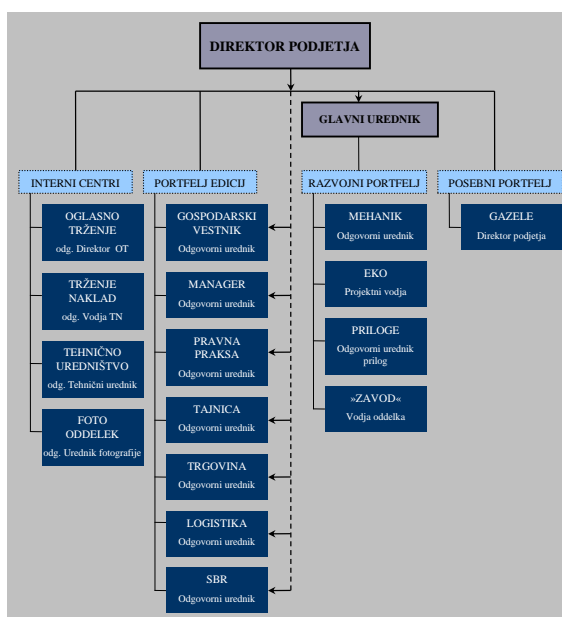 DIREKTOR PODJETJA
GLAVNI UREDNIK
INTERNI CENTRI
OGLASNO
TRŽENJE
odg. Direktor OT
TRŽENJE
NAKLAD
odg. Vodja TN
TEHNIČNO
UREDNIŠTVO
odg. Tehnični urednik
FOTO
ODDELEK
odg. Urednik fotografije
PORTFELJ EDICIJ
GOSPODARSKI
VESTNIK
Odgovorni urednik
MANAGER
Odgovorni urednik
PRAVNA
PRAKSA
Odgovorni urednik
TAJNICA
Odgovorni urednik
TRGOVINA
Odgovorni urednik
LOGISTIKA
Odgovorni urednik
SBR
Odgovorni urednik
RAZVOJNI PORTFELJ
MEHANIK
Odgovorni urednik
EKO
Projektni vodja
PRILOGE
Odgovorni urednik
prilog
»ZAVOD«
Vodja oddelka
POSEBNI PORTFELJ
GAZELE
Direktor podjetja